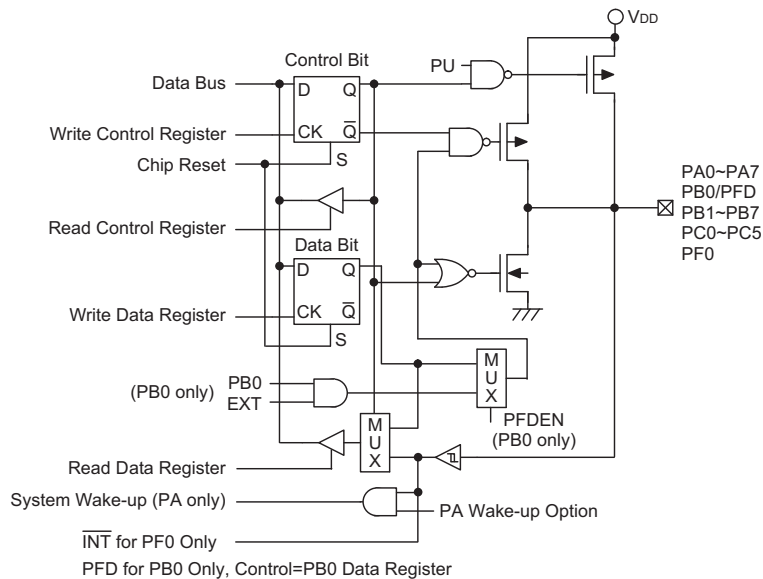 VDD
Control Bit
PU
Data Bus
D Q
Write Control Register
CK Q
Chip Reset
S
PA0~PA7
PB0/PFD
PB1~PB7
PC0~PC5
PF0
Read Control Register
Data Bit
D Q
Write Data Register
CK Q
S
(PB0 only)
PB0
EXT
M
U
X
PFDEN
(PB0 only)
M
U
X
Read Data Register
System Wake-up (PA only)
PA Wake-up Option
INT for PF0 Only
PFD for PB0 Only, Control=PB0 Data Register